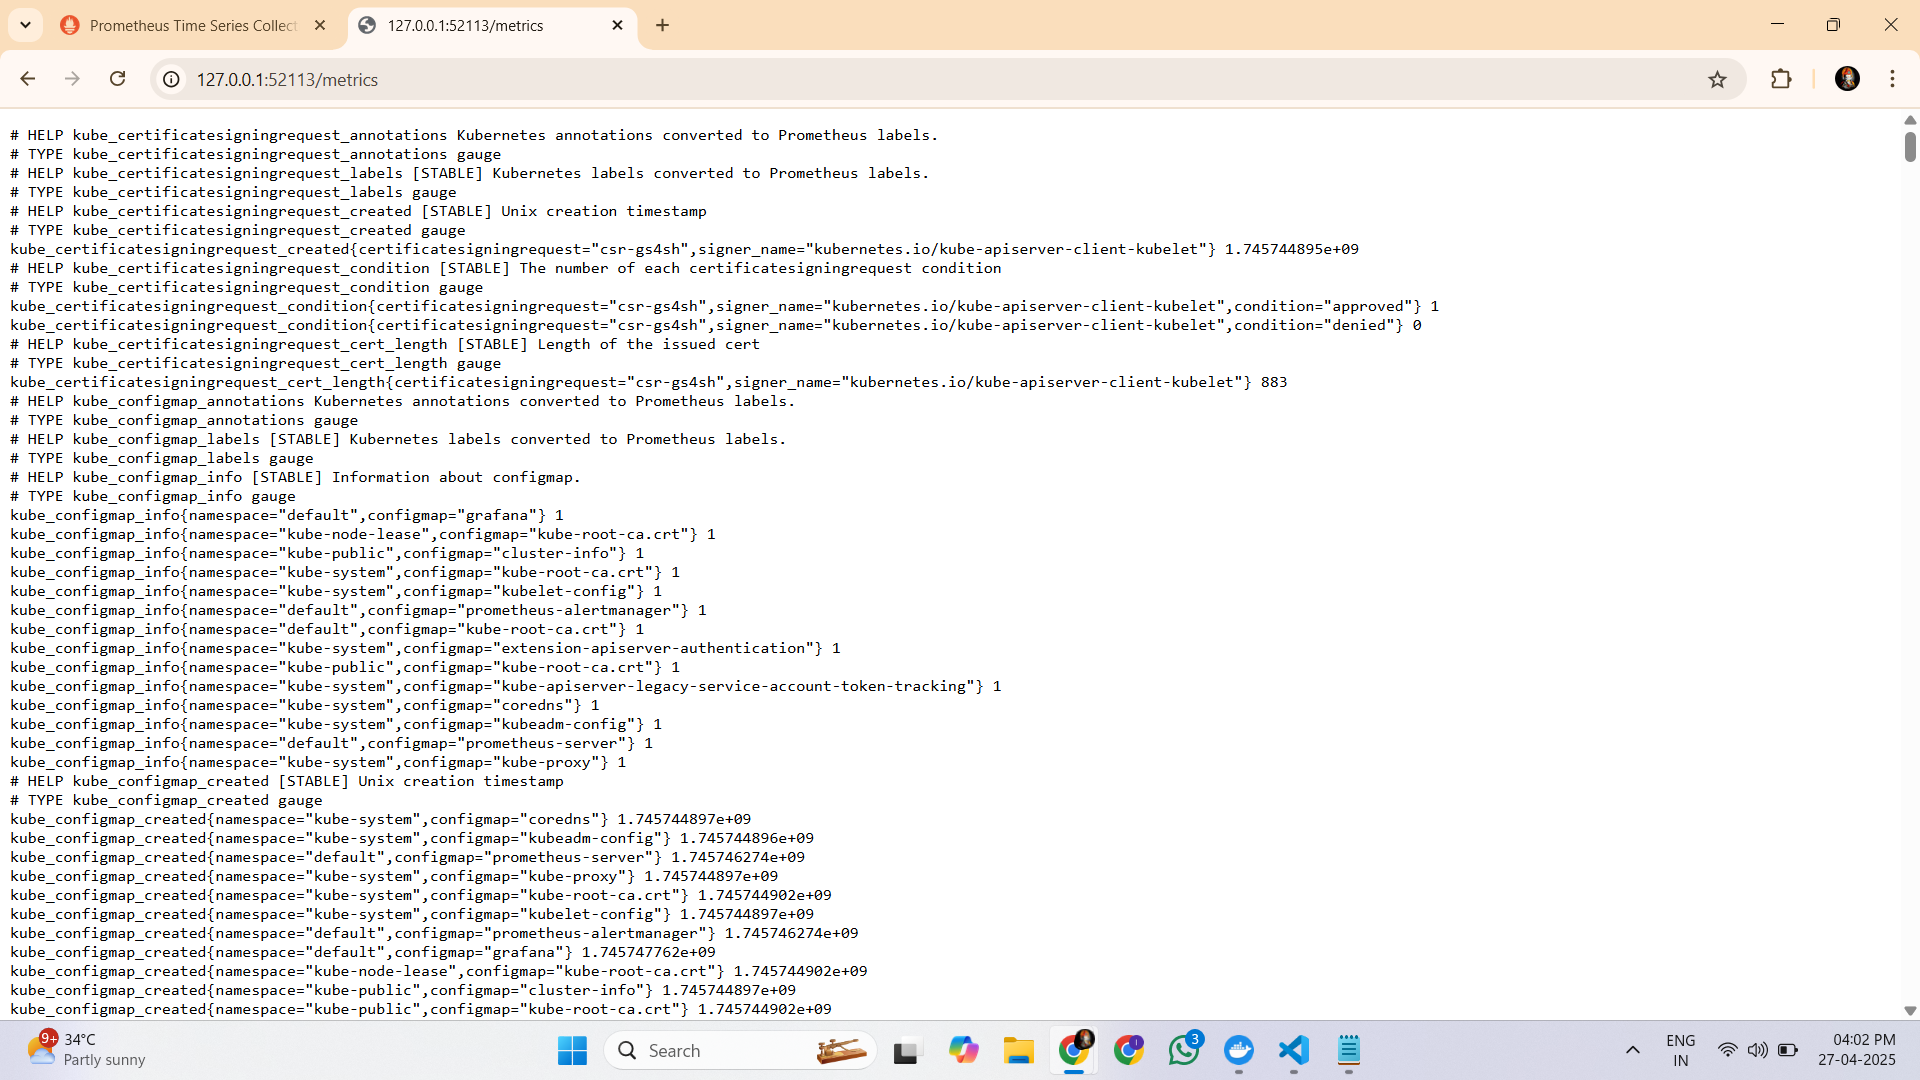 Prometheus Time Series Collect
127.0.0.1:52113/metrics
127.0.0.1:52113/metrics
# HELP kube_certificatesigningrequest_annotations Kubernetes annotations converted to Prometheus labels.
# TYPE kube_certificatesigningrequest_annotations gauge
# HELP kube_certificatesigningrequest_labels [STABLE] Kubernetes labels converted to Prometheus labels.
# TYPE kube_certificatesigningrequest_labels gauge
# HELP kube_certificatesigningrequest_created [STABLE] Unix creation timestamp
# TYPE kube_certificatesigningrequest_created gauge
kube_certificatesigningrequest_created{certificatesigningrequest="csr-gs4sh",signer_name="kubernetes.io/kube-apiserver-client-kubelet"} 1.745744895e+09
# HELP kube_certificatesigningrequest_condition [STABLE] The number of each certificatesigningrequest condition
# TYPE kube_certificatesigningrequest_condition gauge
kube_certificatesigningrequest_condition{certificatesigningrequest="csr-gs4sh",signer_name="kubernetes.io/kube-apiserver-client-kubelet",condition="approved"} 1
kube_certificatesigningrequest_condition{certificatesigningrequest="csr-gs4sh",signer_name="kubernetes.io/kube-apiserver-client-kubelet",condition="denied"} 0
# HELP kube_certificatesigningrequest_cert_length [STABLE] Length of the issued cert
# TYPE kube_certificatesigningrequest_cert_length gauge
kube_certificatesigningrequest_cert_length{certificatesigningrequest="csr-gs4sh",signer_name="kubernetes.io/kube-apiserver-client-kubelet"} 883
# HELP kube_configmap_annotations Kubernetes annotations converted to Prometheus labels.
# TYPE kube_configmap_annotations gauge
# HELP kube_configmap_labels [STABLE] Kubernetes labels converted to Prometheus labels.
# TYPE kube_configmap_labels gauge
# HELP kube_configmap_info [STABLE] Information about configmap.
# TYPE kube_configmap_info gauge
kube_configmap_info{namespace="default",configmap="grafana"} 1
kube_configmap_info{namespace="kube-node-lease",configmap="kube-root-ca.crt"} 1
kube_configmap_info{namespace="kube-public",configmap="cluster-info"} 1
kube_configmap_info{namespace="kube-system",configmap="kube-root-ca.crt"} 1
kube_configmap_info{namespace="kube-system",configmap="kubelet-config"} 1
kube_configmap_info{namespace="default",configmap="prometheus-alertmanager"} 1
kube_configmap_info{namespace="default",configmap="kube-root-ca.crt"} 1
kube_configmap_info{namespace="kube-system",configmap="extension-apiserver-authentication"} 1
kube_configmap_info{namespace="kube-public",configmap="kube-root-ca.crt"} 1
kube_configmap_info{namespace="kube-system",configmap="kube-apiserver-legacy-service-account-token-tracking"} 1
kube_configmap_info{namespace="kube-system",configmap="coredns"} 1
kube_configmap_info{namespace="kube-system",configmap="kubeadm-config"} 1
kube_configmap_info{namespace="default",configmap="prometheus-server"} 1
kube_configmap_info{namespace="kube-system",configmap="kube-proxy"} 1
# HELP kube_configmap_created [STABLE] Unix creation timestamp
# TYPE kube_configmap_created gauge
kube_configmap_created{namespace="kube-system",configmap="coredns"} 1.745744897e+09
kube_configmap_created{namespace="kube-system",configmap="kubeadm-config"} 1.745744896e+09
kube_configmap_created{namespace="default",configmap="prometheus-server"} 1.745746274e+09
kube_configmap_created{namespace="kube-system",configmap="kube-proxy"} 1.745744897e+09
kube_configmap_created{namespace="kube-system",configmap="kube-root-ca.crt"} 1.745744902e+09
kube_configmap_created{namespace="kube-system",configmap="kubelet-config"} 1.745744897e+09
kube_configmap_created{namespace="default",configmap="prometheus-alertmanager"} 1.745746274e+09
kube_configmap_created{namespace="default",configmap="grafana"} 1.745747762e+09
kube_configmap_created{namespace="kube-node-lease",configmap="kube-root-ca.crt"} 1.745744902e+09
kube_configmap_created{namespace="kube-public",configmap="cluster-info"} 1.745744897e+09
kube_configmap_created{namespace="kube-public",configmap="kube-root-ca.crt"} 1.745744902e+09
9+
34°C
Partly sunny
Search
3
ENG
IN
04:02 PM
27-04-2025